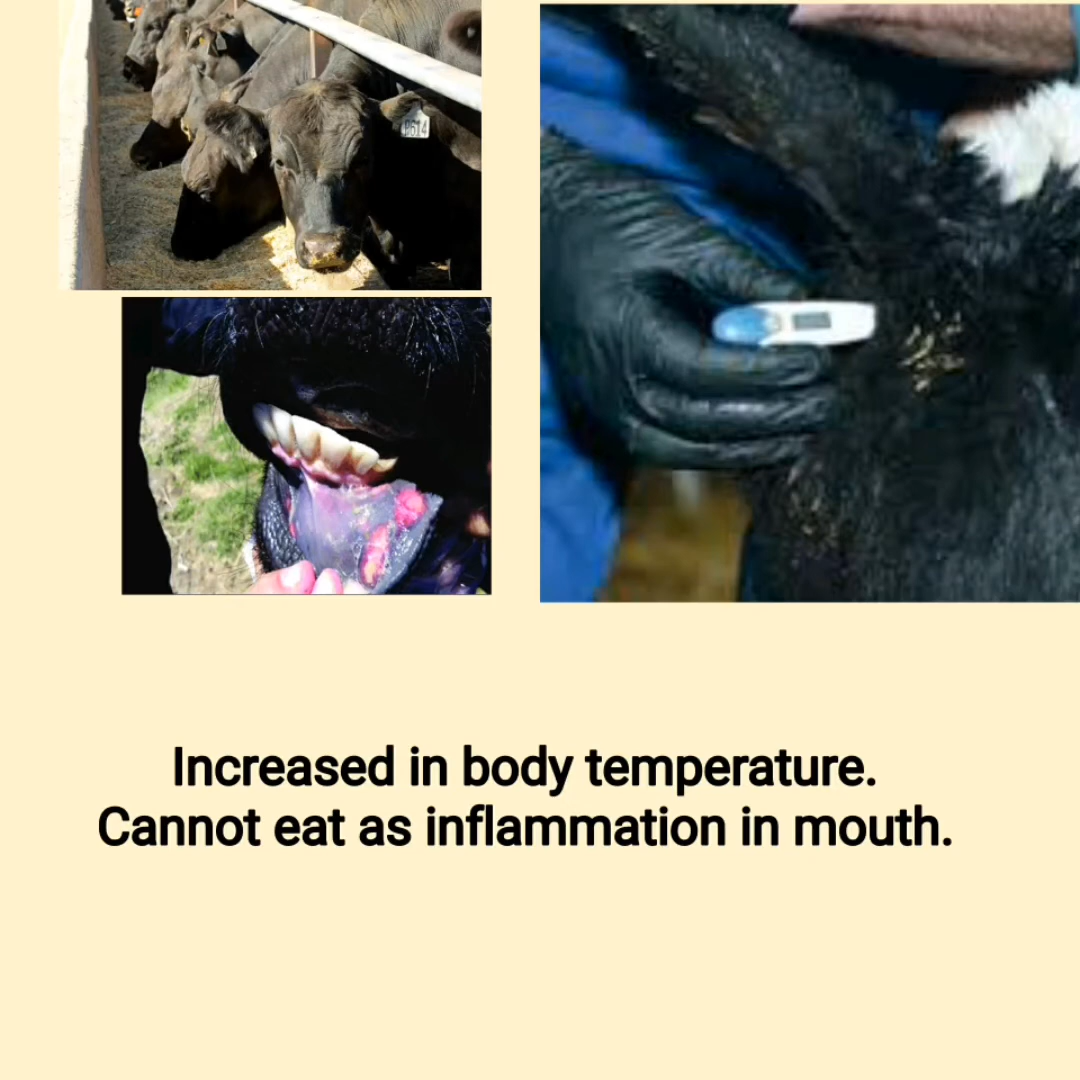 Increased in body temperature.
Cannot eat as inflammation in mouth.